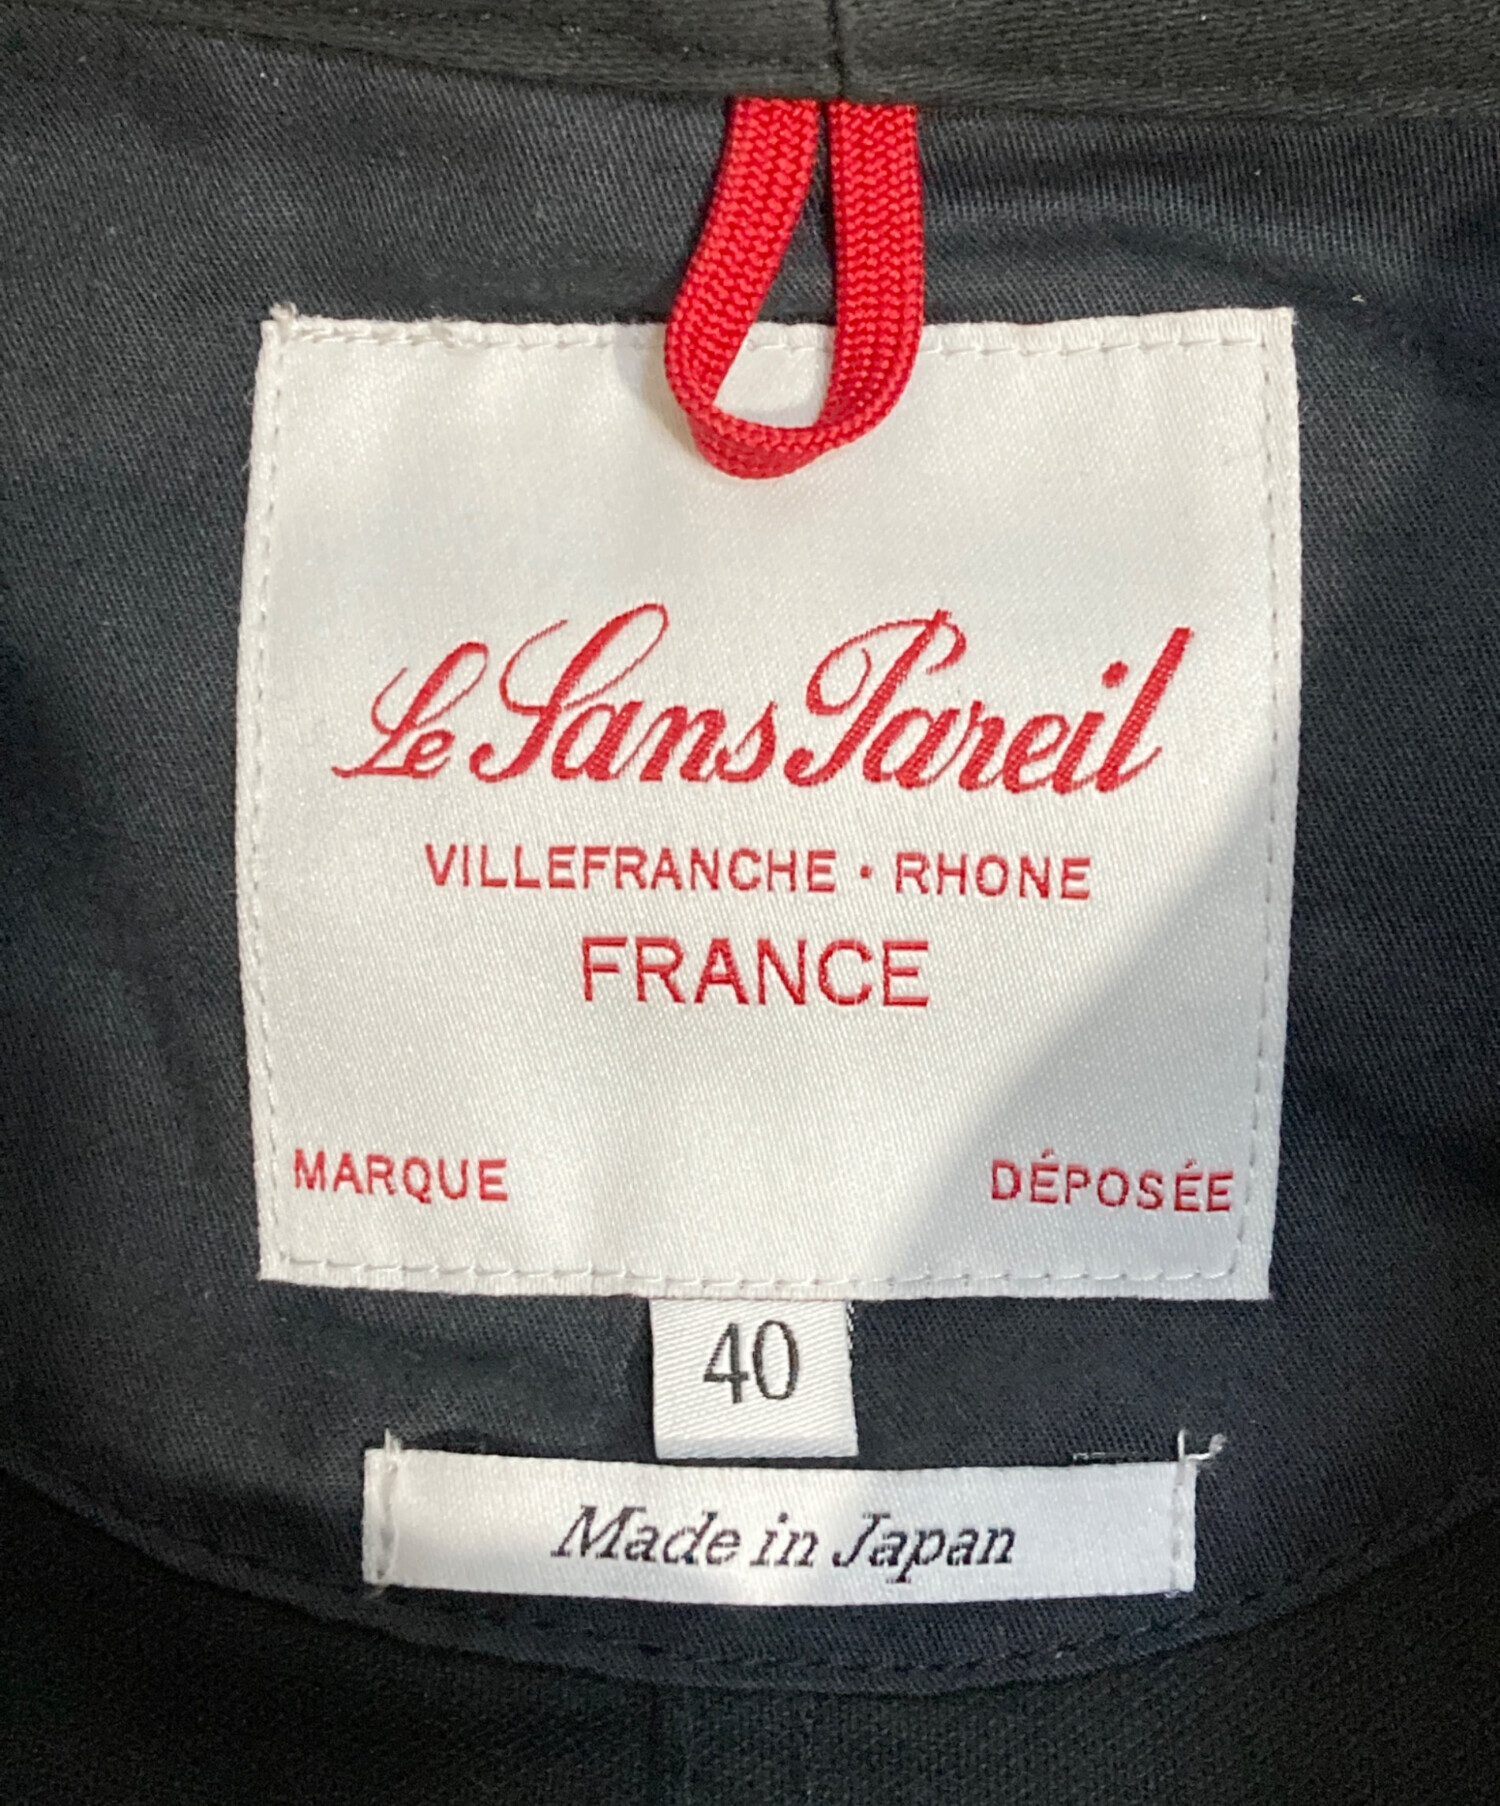 Le Sans Pareil
VILLEFRANCHE · RHONE
FRANCE
MARQUE DÉPOSÉE
40
Made in Japan